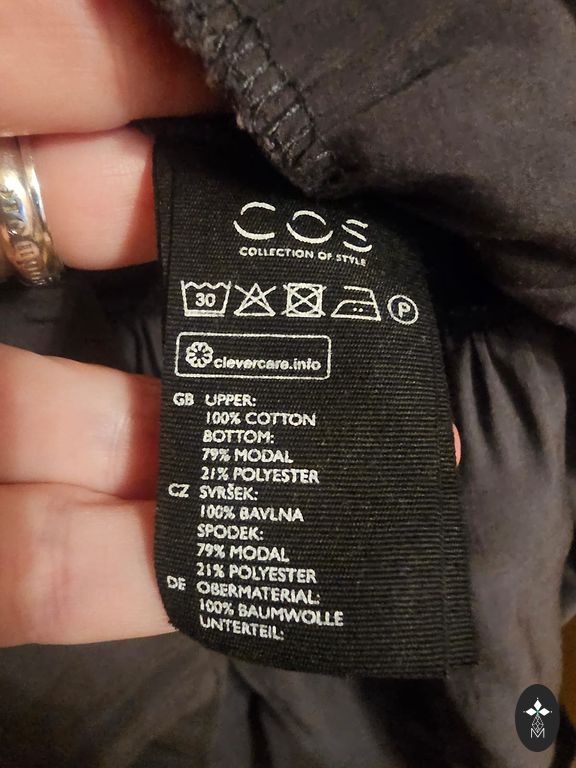 COS
COLLECTION OF STYLE
30 P
clevercare.info
GB UPPER:
100% COTTON
BOTTOM:
79% MODAL
21% POLYESTER
CZ SVRŠEK:
100% BAVLNA
SPODEK:
79% MODAL
21% POLYESTER
DE OBERMATERIAL:
100% BAUMWOLLE
UNTERTEIL:
M